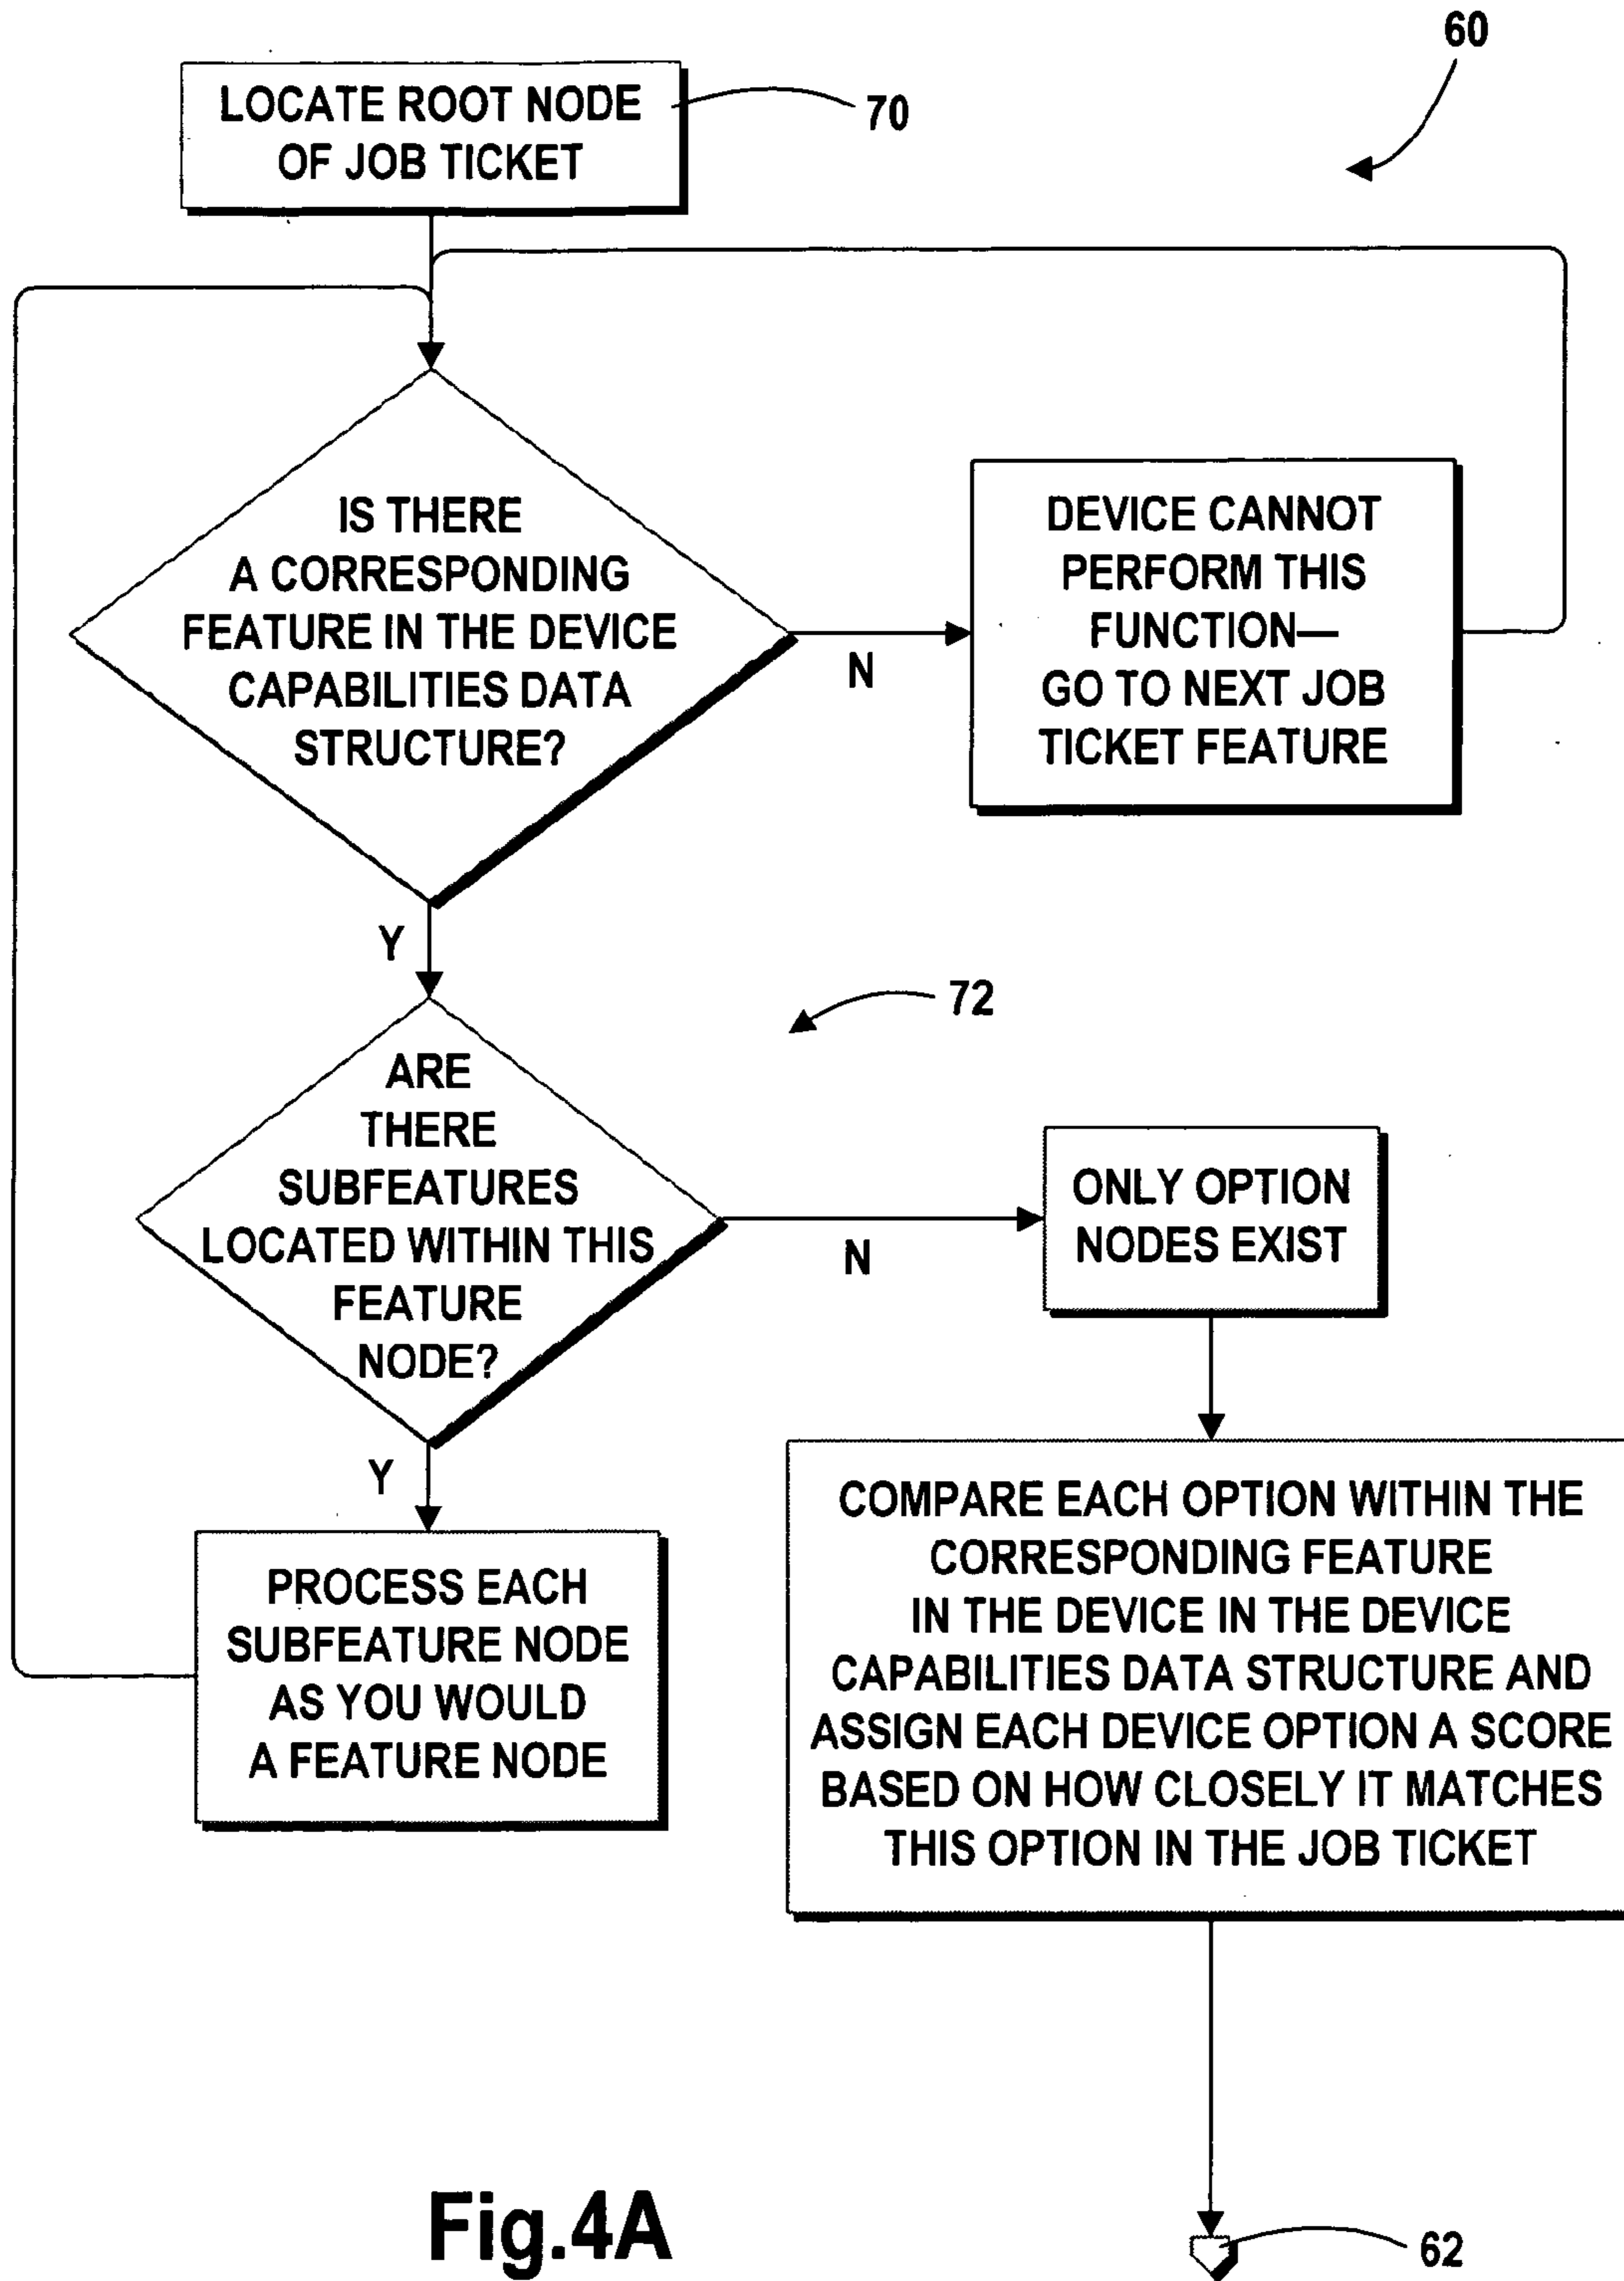 60
LOCATE ROOT NODE
OF JOB TICKET
70
IS THERE
A CORRESPONDING
FEATURE IN THE DEVICE
CAPABILITIES DATA
STRUCTURE?
N
DEVICE CANNOT
PERFORM THIS
FUNCTION—
GO TO NEXT JOB
TICKET FEATURE
Y
72
ARE
THERE
SUBFEATURES
LOCATED WITHIN THIS
FEATURE
NODE?
N
ONLY OPTION
NODES EXIST
Y
PROCESS EACH
SUBFEATURE NODE
AS YOU WOULD
A FEATURE NODE
COMPARE EACH OPTION WITHIN THE
CORRESPONDING FEATURE
IN THE DEVICE IN THE DEVICE
CAPABILITIES DATA STRUCTURE AND
ASSIGN EACH DEVICE OPTION A SCORE
BASED ON HOW CLOSELY IT MATCHES
THIS OPTION IN THE JOB TICKET
62
Fig.4A